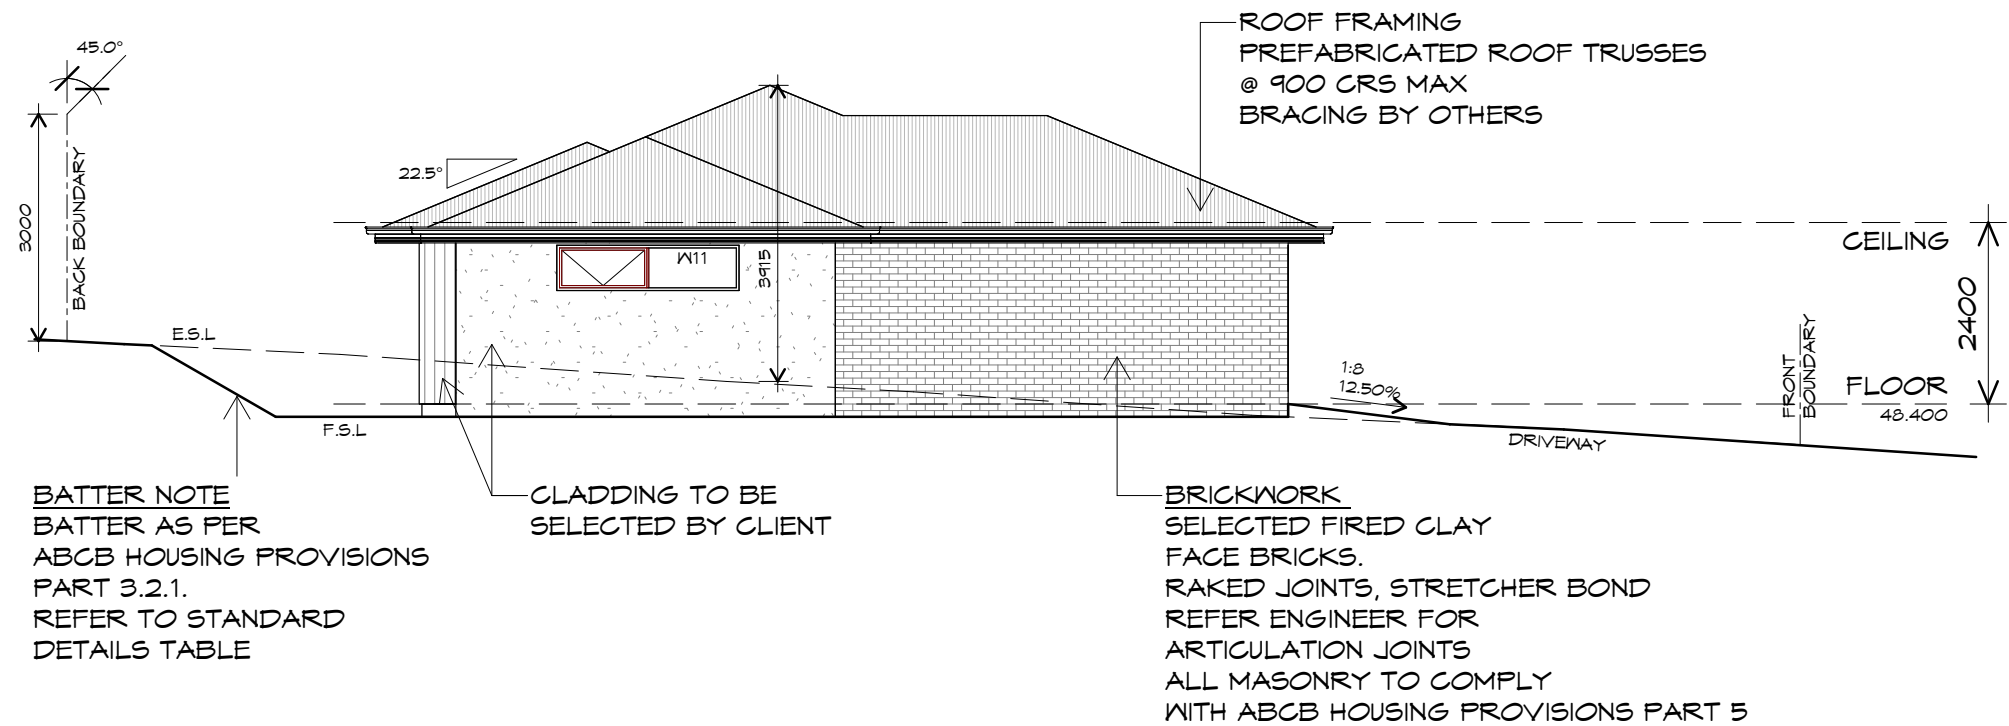 45.0°
3000
BACK BOUNDARY
E.S.L
F.S.L
22.5°
W11
3915
ROOF FRAMING
PREFABRICATED ROOF TRUSSES
@ 900 CRS MAX
BRACING BY OTHERS
CEILING
2400
FLOOR
48.400
1:8
12.50%
FRONT
BOUNDARY
DRIVEWAY
BATTER NOTE
BATTER AS PER
ABCB HOUSING PROVISIONS
PART 3.2.1.
REFER TO STANDARD
DETAILS TABLE
CLADDING TO BE
SELECTED BY CLIENT
BRICKWORK
SELECTED FIRED CLAY
FACE BRICKS.
RAKED JOINTS, STRETCHER BOND
REFER ENGINEER FOR
ARTICULATION JOINTS
ALL MASONRY TO COMPLY
WITH ABCB HOUSING PROVISIONS PART 5